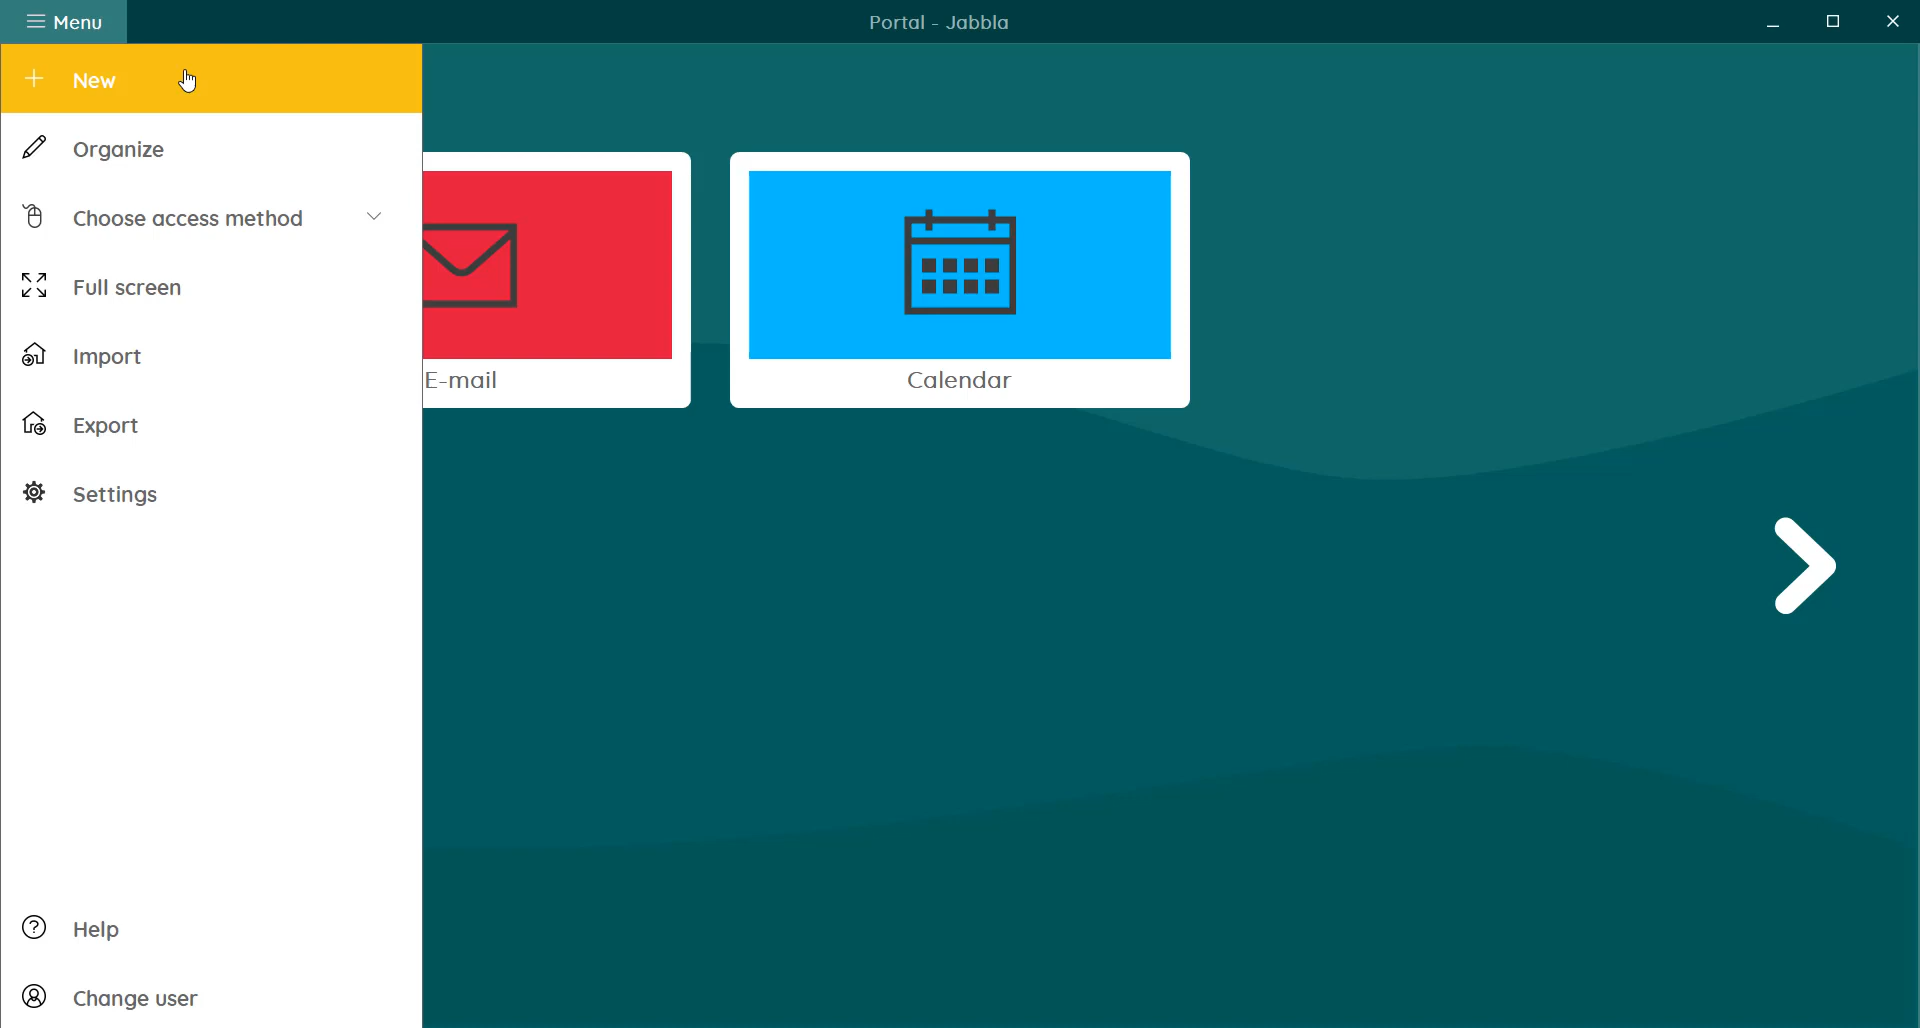 Menu
Portal - Jabbla
New
Organize
Choose access method
Full screen
Import
Export
Settings
Help
Change user
E-mail
Calendar